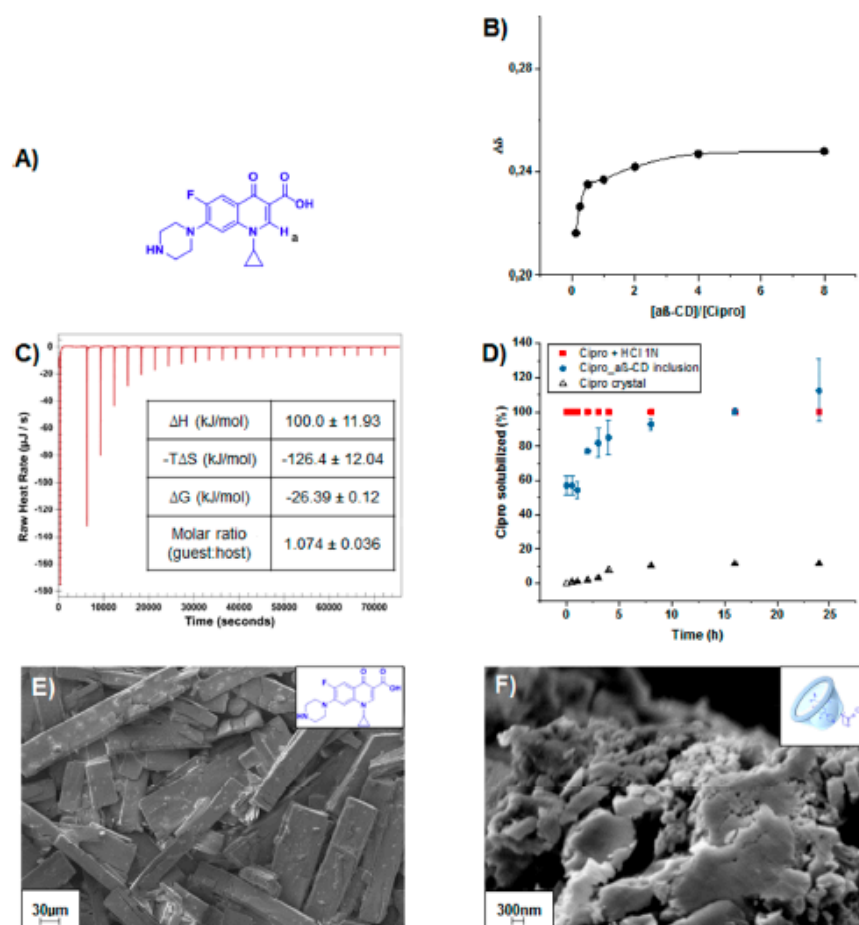 A)
F
O
O
OH
N
HN
N
H
a
B)
0,28
0,24
0,20
Δδ
0
2
4
6
8
[aß-CD]/[Cipro]
C)
0
-20
-40
-60
-80
-100
-120
-140
-160
-180
Raw Heat Rate (µJ / s)
ΔH (kJ/mol) 100.0 ± 11.93
-TΔS (kJ/mol) -126.4 ± 12.04
ΔG (kJ/mol) -26.39 ± 0.12
Molar ratio
(guest:host) 1.074 ± 0.036
0 10000 20000 30000 40000 50000 60000 70000
Time (seconds)
D)
Cipro + HCl 1N
Cipro_aß-CD inclusion
Cipro crystal
140
120
100
80
60
40
20
0
Cipro solubilized (%)
0 5 10 15 20 25
Time (h)
E)
F
O
O
OH
N
HN
N
30µm
F)
300nm